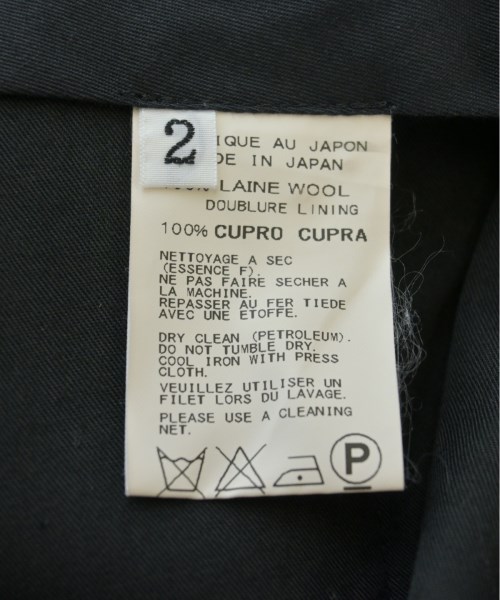 2
IQUE AU JAPON
DE IN JAPAN
100% LAINE WOOL
DOUBLURE LINING
100% CUPRO CUPRA
NETTOYAGE A SEC
(ESSENCE F).
NE PAS FAIRE SECHER A
LA MACHINE.
REPASSER AU FER TIEDE
AVEC UNE ETOFFE.
DRY CLEAN (PETROLEUM).
DO NOT TUMBLE DRY.
COOL IRON WITH PRESS
CLOTH.
VEUILLEZ UTILISER UN
FILET LORS DU LAVAGE.
PLEASE USE A CLEANING
NET.
P